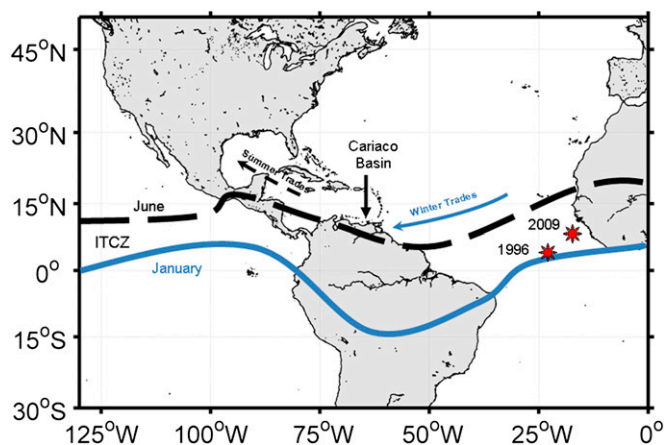 45°N
30°N
Cariaco
Basin
Summer Trades
Winter Trades
15°N
June
2009
ITCZ
1996
January
0°
15°S
30°S
125°W 100°W 75°W 50°W 25°W 0°